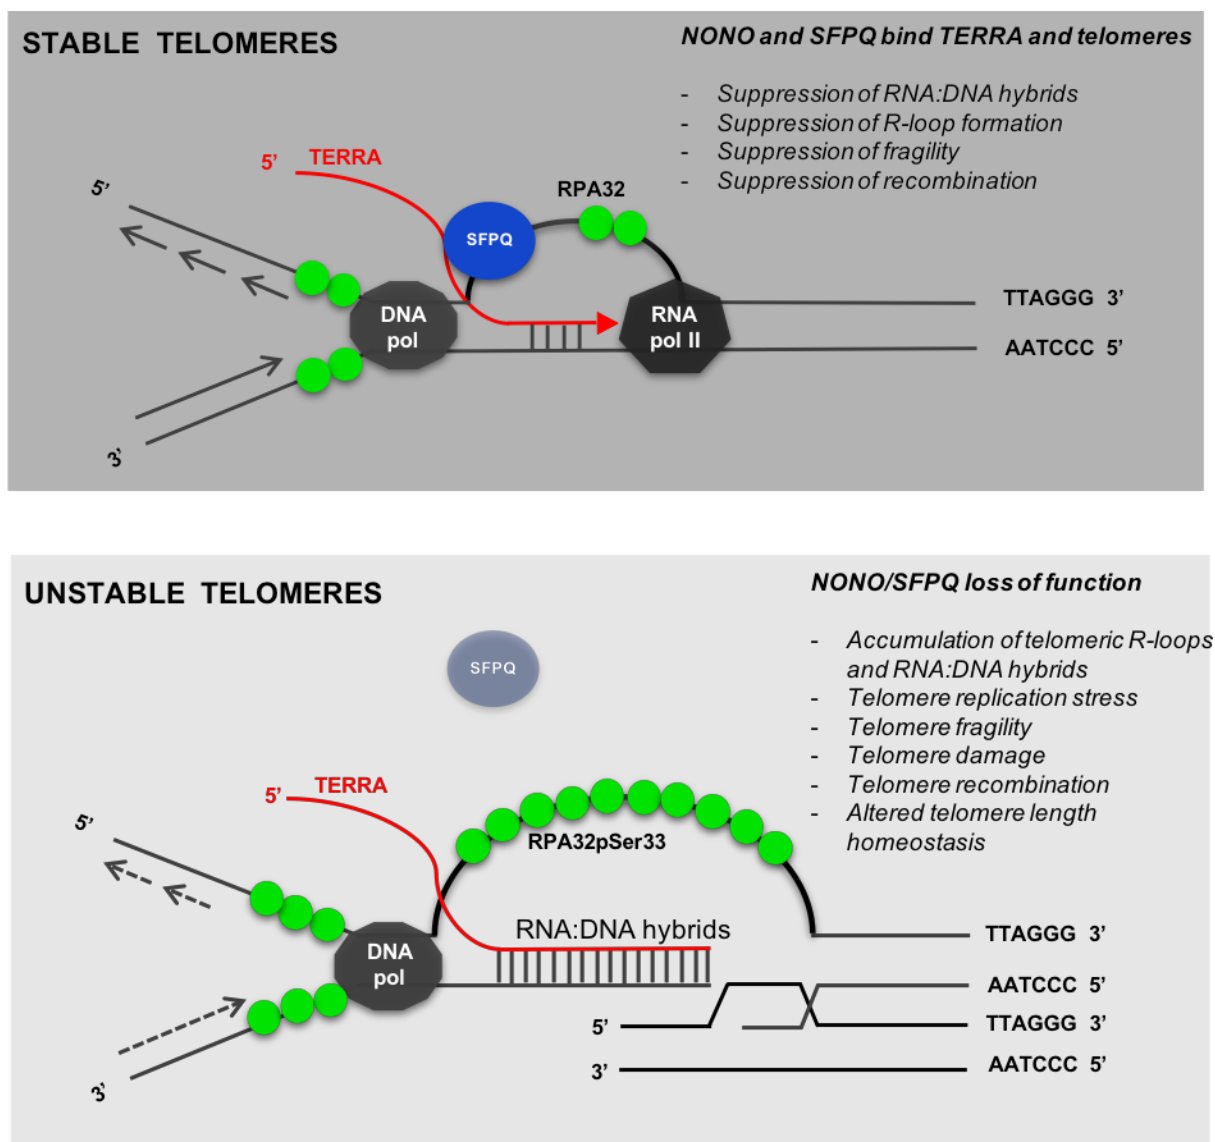 STABLE TELOMERES
NONO and SFPQ bind TERRA and telomeres
- Suppression of RNA:DNA hybrids
- Suppression of R-loop formation
- Suppression of fragility
- Suppression of recombination
5’ TERRA
5’
RPA32
SFPQ
DNA
pol
RNA
pol II
TTAGGG 3’
AATCCC 5’
3’
UNSTABLE TELOMERES
NONO/SFPQ loss of function
- Accumulation of telomeric R-loops
and RNA:DNA hybrids
- Telomere replication stress
- Telomere fragility
- Telomere damage
- Telomere recombination
- Altered telomere length
homeostasis
SFPQ
5’ TERRA
5’
RPA32pSer33
RNA:DNA hybrids
DNA
pol
TTAGGG 3’
AATCCC 5’
5’
TTAGGG 3’
3’
AATCCC 5’
3’